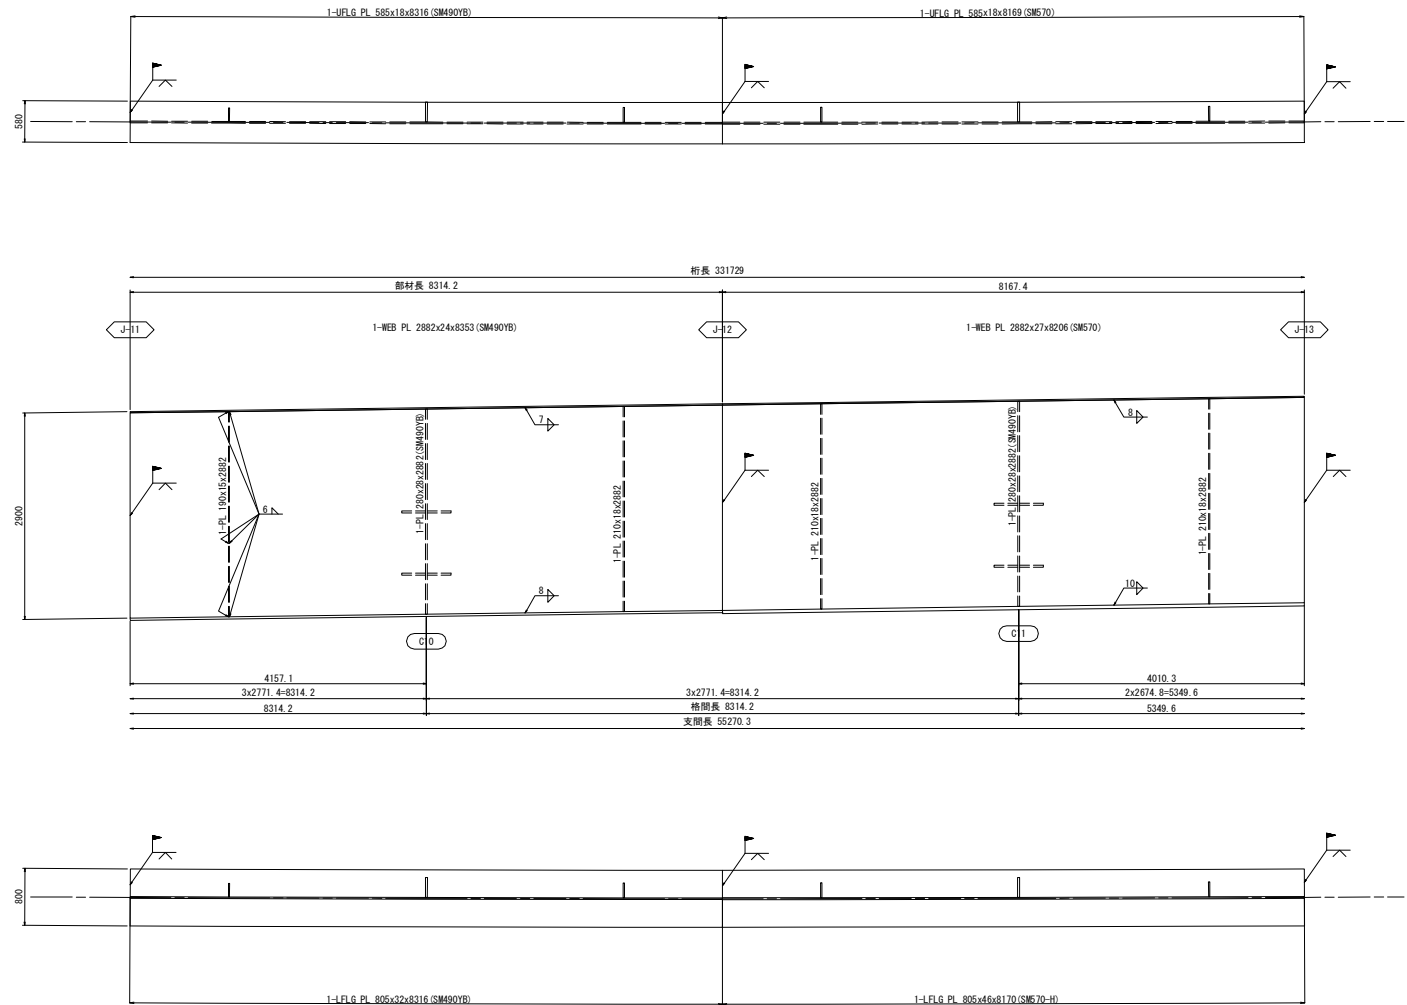 1-UFLG PL 585x18x8316(SM490YB)
1-UFLG PL 585x18x8169(SM570)
580
桁長 331729
部材長 8314.2
8167.4
J-11
1-WEB PL 2882x24x8353(SM490YB)
J-12
1-WEB PL 2882x27x8206(SM570)
J-13
2900
1-PL 190x15x2882
6
1-PL 280x28x2882(SM490YB)
7
8
1-PL 210x18x2882
1-PL 210x18x2882
1-PL 280x28x2882(SM490YB)
8
10
1-PL 210x18x2882
C10
C11
4157.1
4010.3
3x2771.4=8314.2
3x2771.4=8314.2
2x2674.8=5349.6
8314.2
格間長 8314.2
5349.6
支間長 55270.3
800
1-LFLG PL 805x32x8316(SM490YB)
1-LFLG PL 805x46x8170(SM570-H)